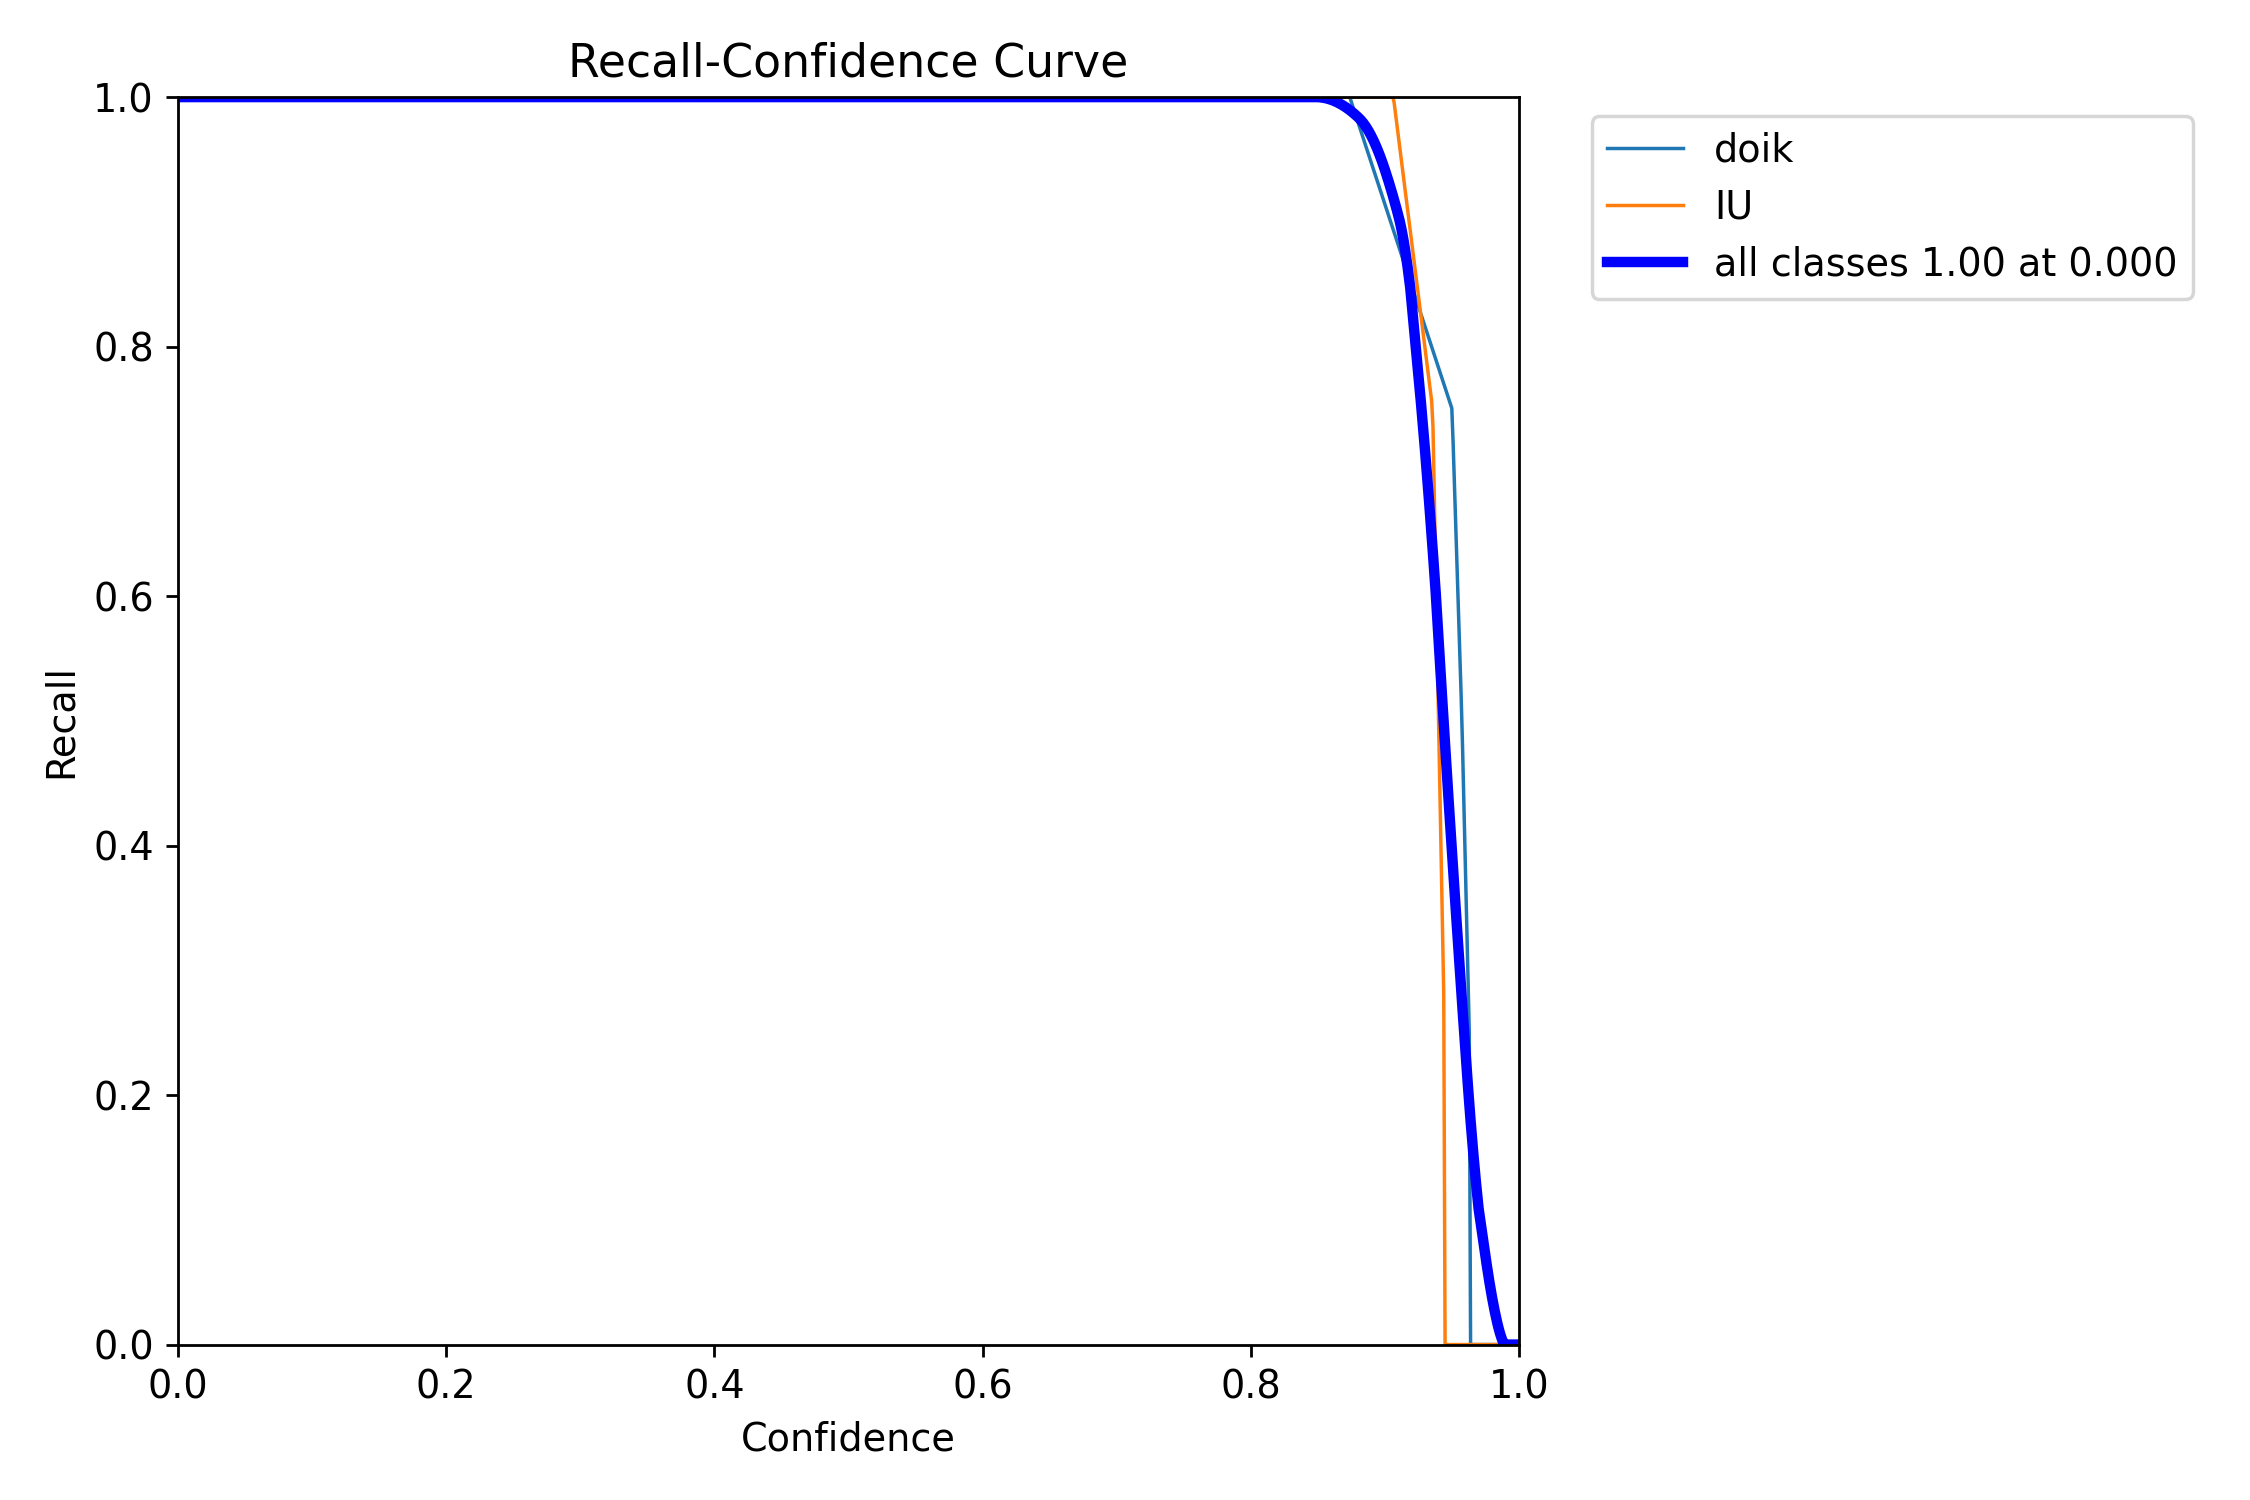 Recall-Confidence Curve
1.0
0.8
0.6
0.4
0.2
0.0
Recall
0.0 0.2 0.4 0.6 0.8 1.0
Confidence
doik
IU
all classes 1.00 at 0.000